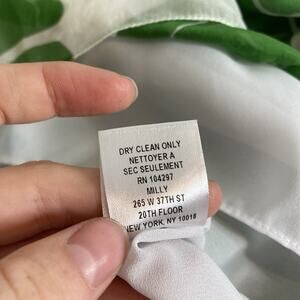 DRY CLEAN ONLY
NETTOYER A
SEC SEULEMENT
RN 104297
MILLY
265 W 37TH ST
20TH FLOOR
NEW YORK, NY 10018